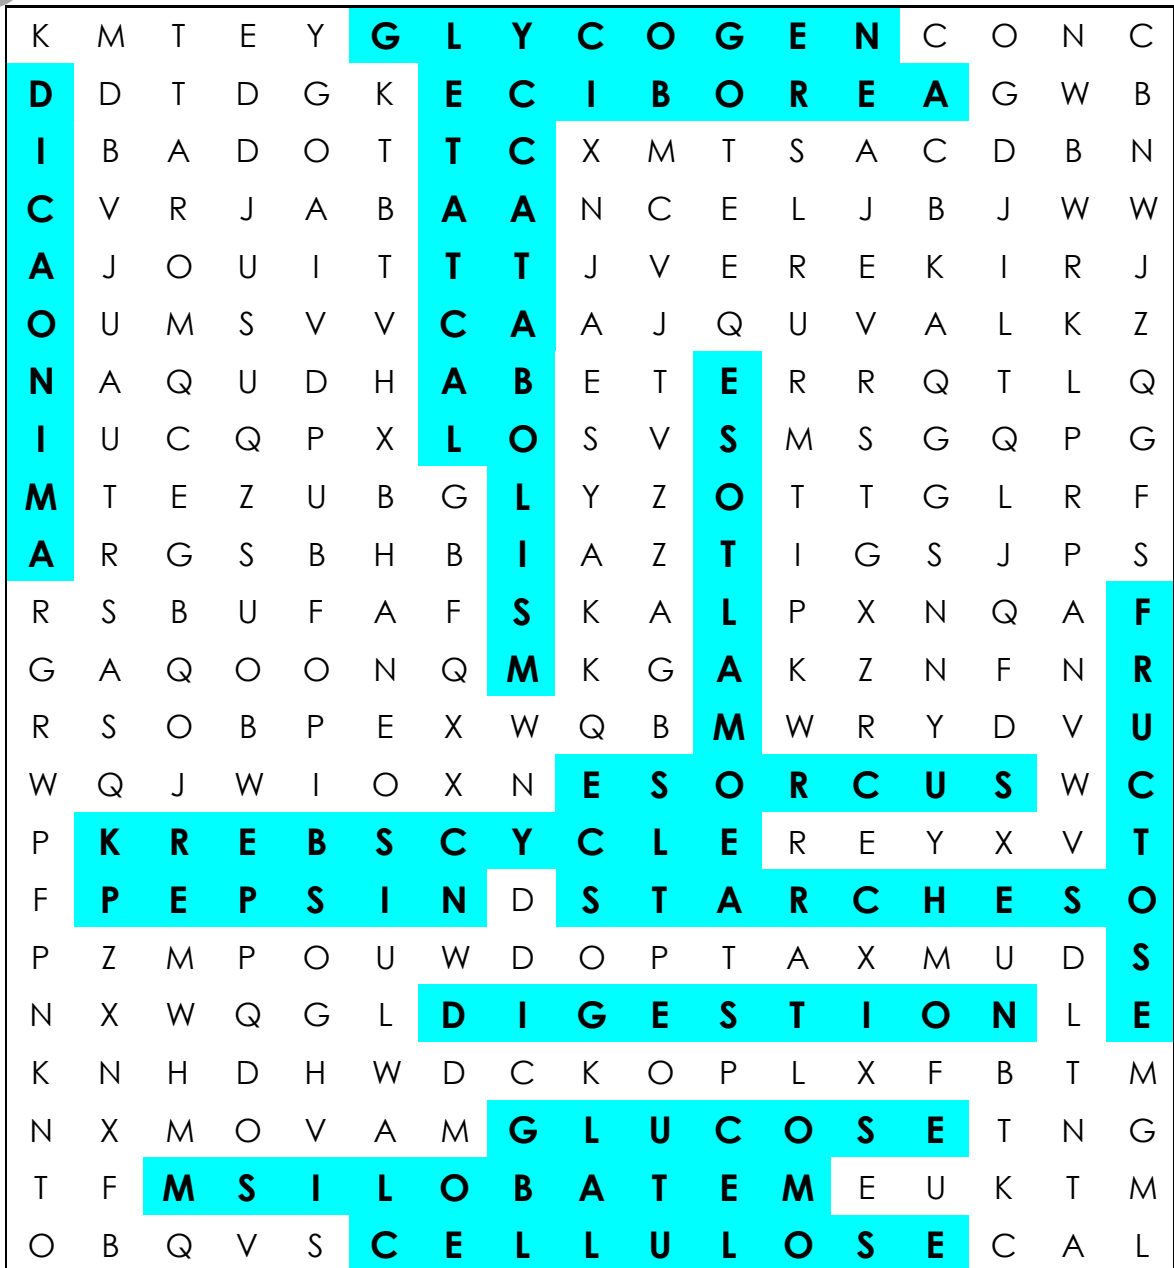 K M T E Y G L Y C O G E N C O N C
D D T D G K E C I B O R E A G W B
I B A D O T T C X M T S A C D B N
C V R J A B A A N C E L J B J W W
A J O U I T T T J V E R E K I R J
O U M S V V C A A J Q U V A L K Z
N A Q U D H A B E T E R R Q T L Q
I U C Q P X L O S V S M S G Q P G
M T E Z U B G L Y Z O T T G L R F
A R G S B H B I A Z T I G S J P S
R S B U F A F S K A L P X N Q A F
G A Q O O N Q M K G A K Z N F N R
R S O B P E X W Q B M W R Y D V U
W Q J W I O X N E S O R C U S W C
P K R E B S C Y C L E R E Y X V T
F P E P S I N D S T A R C H E S O
P Z M P O U W D O P T A X M U D S
N X W Q G L D I G E S T I O N L E
K N H D H W D C K O P L X F B T M
N X M O V A M G L U C O S E T N G
T F M S I L O B A T E M E U K T M
O B Q V S C E L L U L O S E C A L